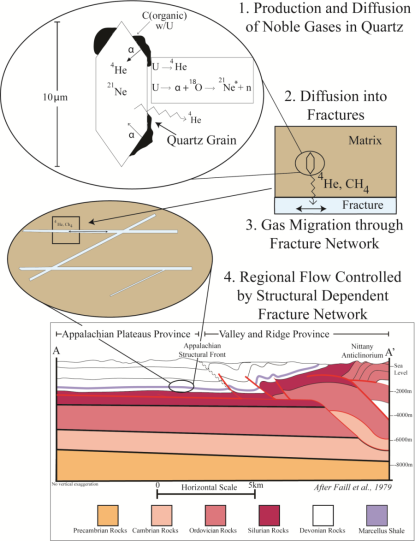 1. Production and Diffusion
of Noble Gases in Quartz
C(organic)
w/U
α
4He
21Ne
10µm
U → 4He
U → α + 18O → 21Ne* + n
4He
α
Quartz Grain
2. Diffusion into
Fractures
Matrix
4He, CH4
Fracture
3. Gas Migration through
Fracture Network
4He, CH4
4. Regional Flow Controlled
by Structural Dependent
Fracture Network
Appalachian Plateaus Province
Valley and Ridge Province
A
Appalachian
Structural Front
Nittany
Anticlinorium
A'
Sea
Level
2000m
4000m
6000m
8000m
No vertical exaggeration
0
5km
Horizontal Scale
After Faill et al., 1979
Precambrian Rocks
Cambrian Rocks
Ordovician Rocks
Silurian Rocks
Devonian Rocks
Marcellus Shale